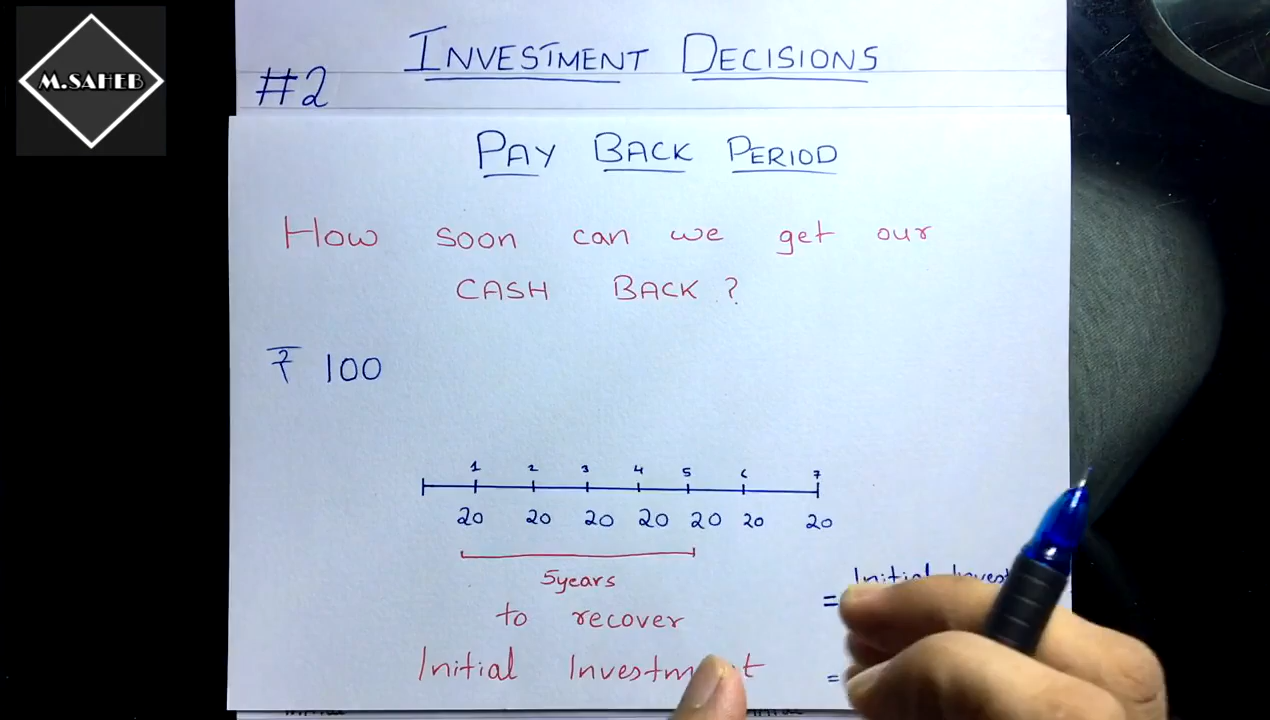 M.SAHEB
INVESTMENT DECISIONS
#2
PAY BACK PERIOD
How soon can we get our
CASH BACK ?
₹ 100
1 2 3 4 5 6 7
20 20 20 20 20 20 20
5years
to recover
Initial
=
Initial
=